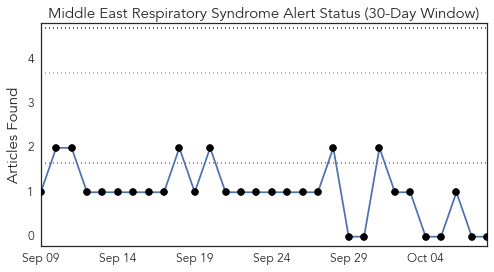 Middle East Respiratory Syndrome Alert Status (30-Day Window)
Articles Found
4
3
2
1
0
Sep 09 Sep 14 Sep 19 Sep 24 Sep 29 Oct 04